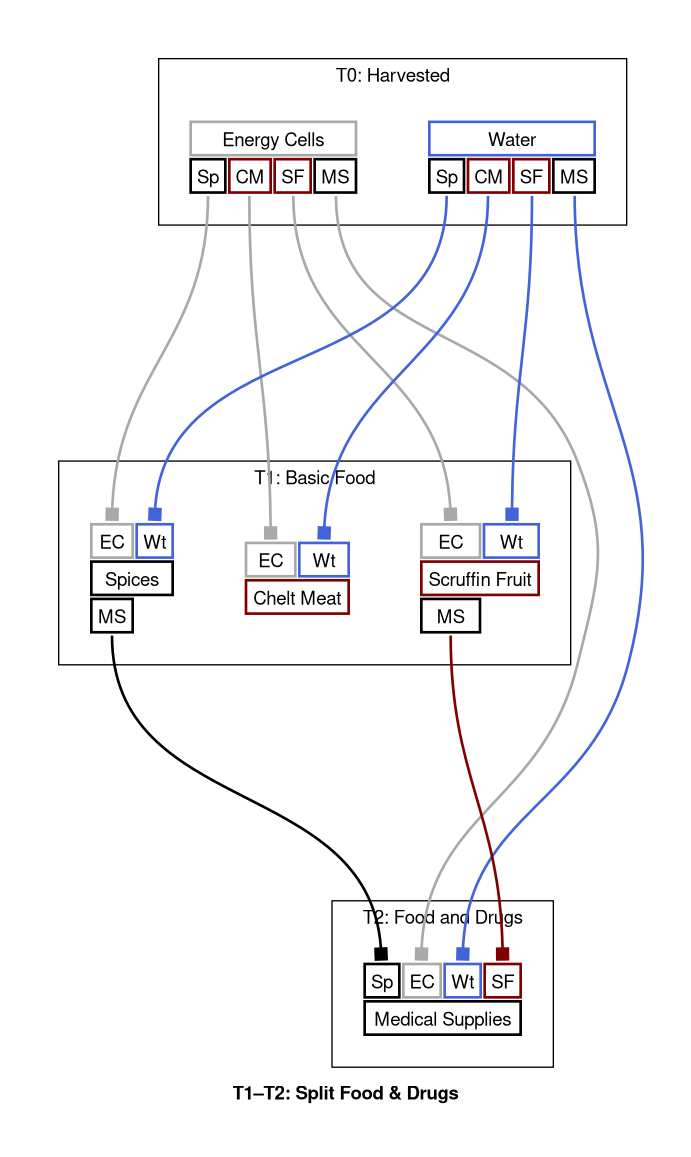 T0: Harvested
Energy Cells
Water
Sp CM SF MS
Sp CM SF MS
T1: Basic Food
EC Wt
Spices
MS
EC Wt
Chelt Meat
EC Wt
Scruffin Fruit
MS
T2: Food and Drugs
Sp EC Wt SF
Medical Supplies
T1–T2: Split Food & Drugs